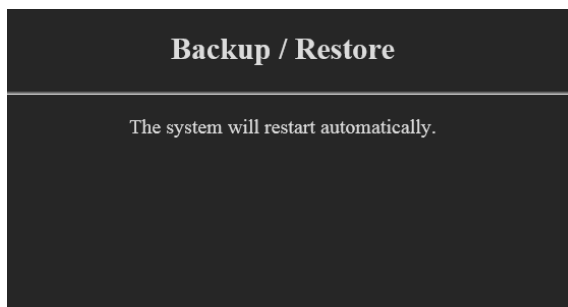 Backup / Restore
The system will restart automatically.